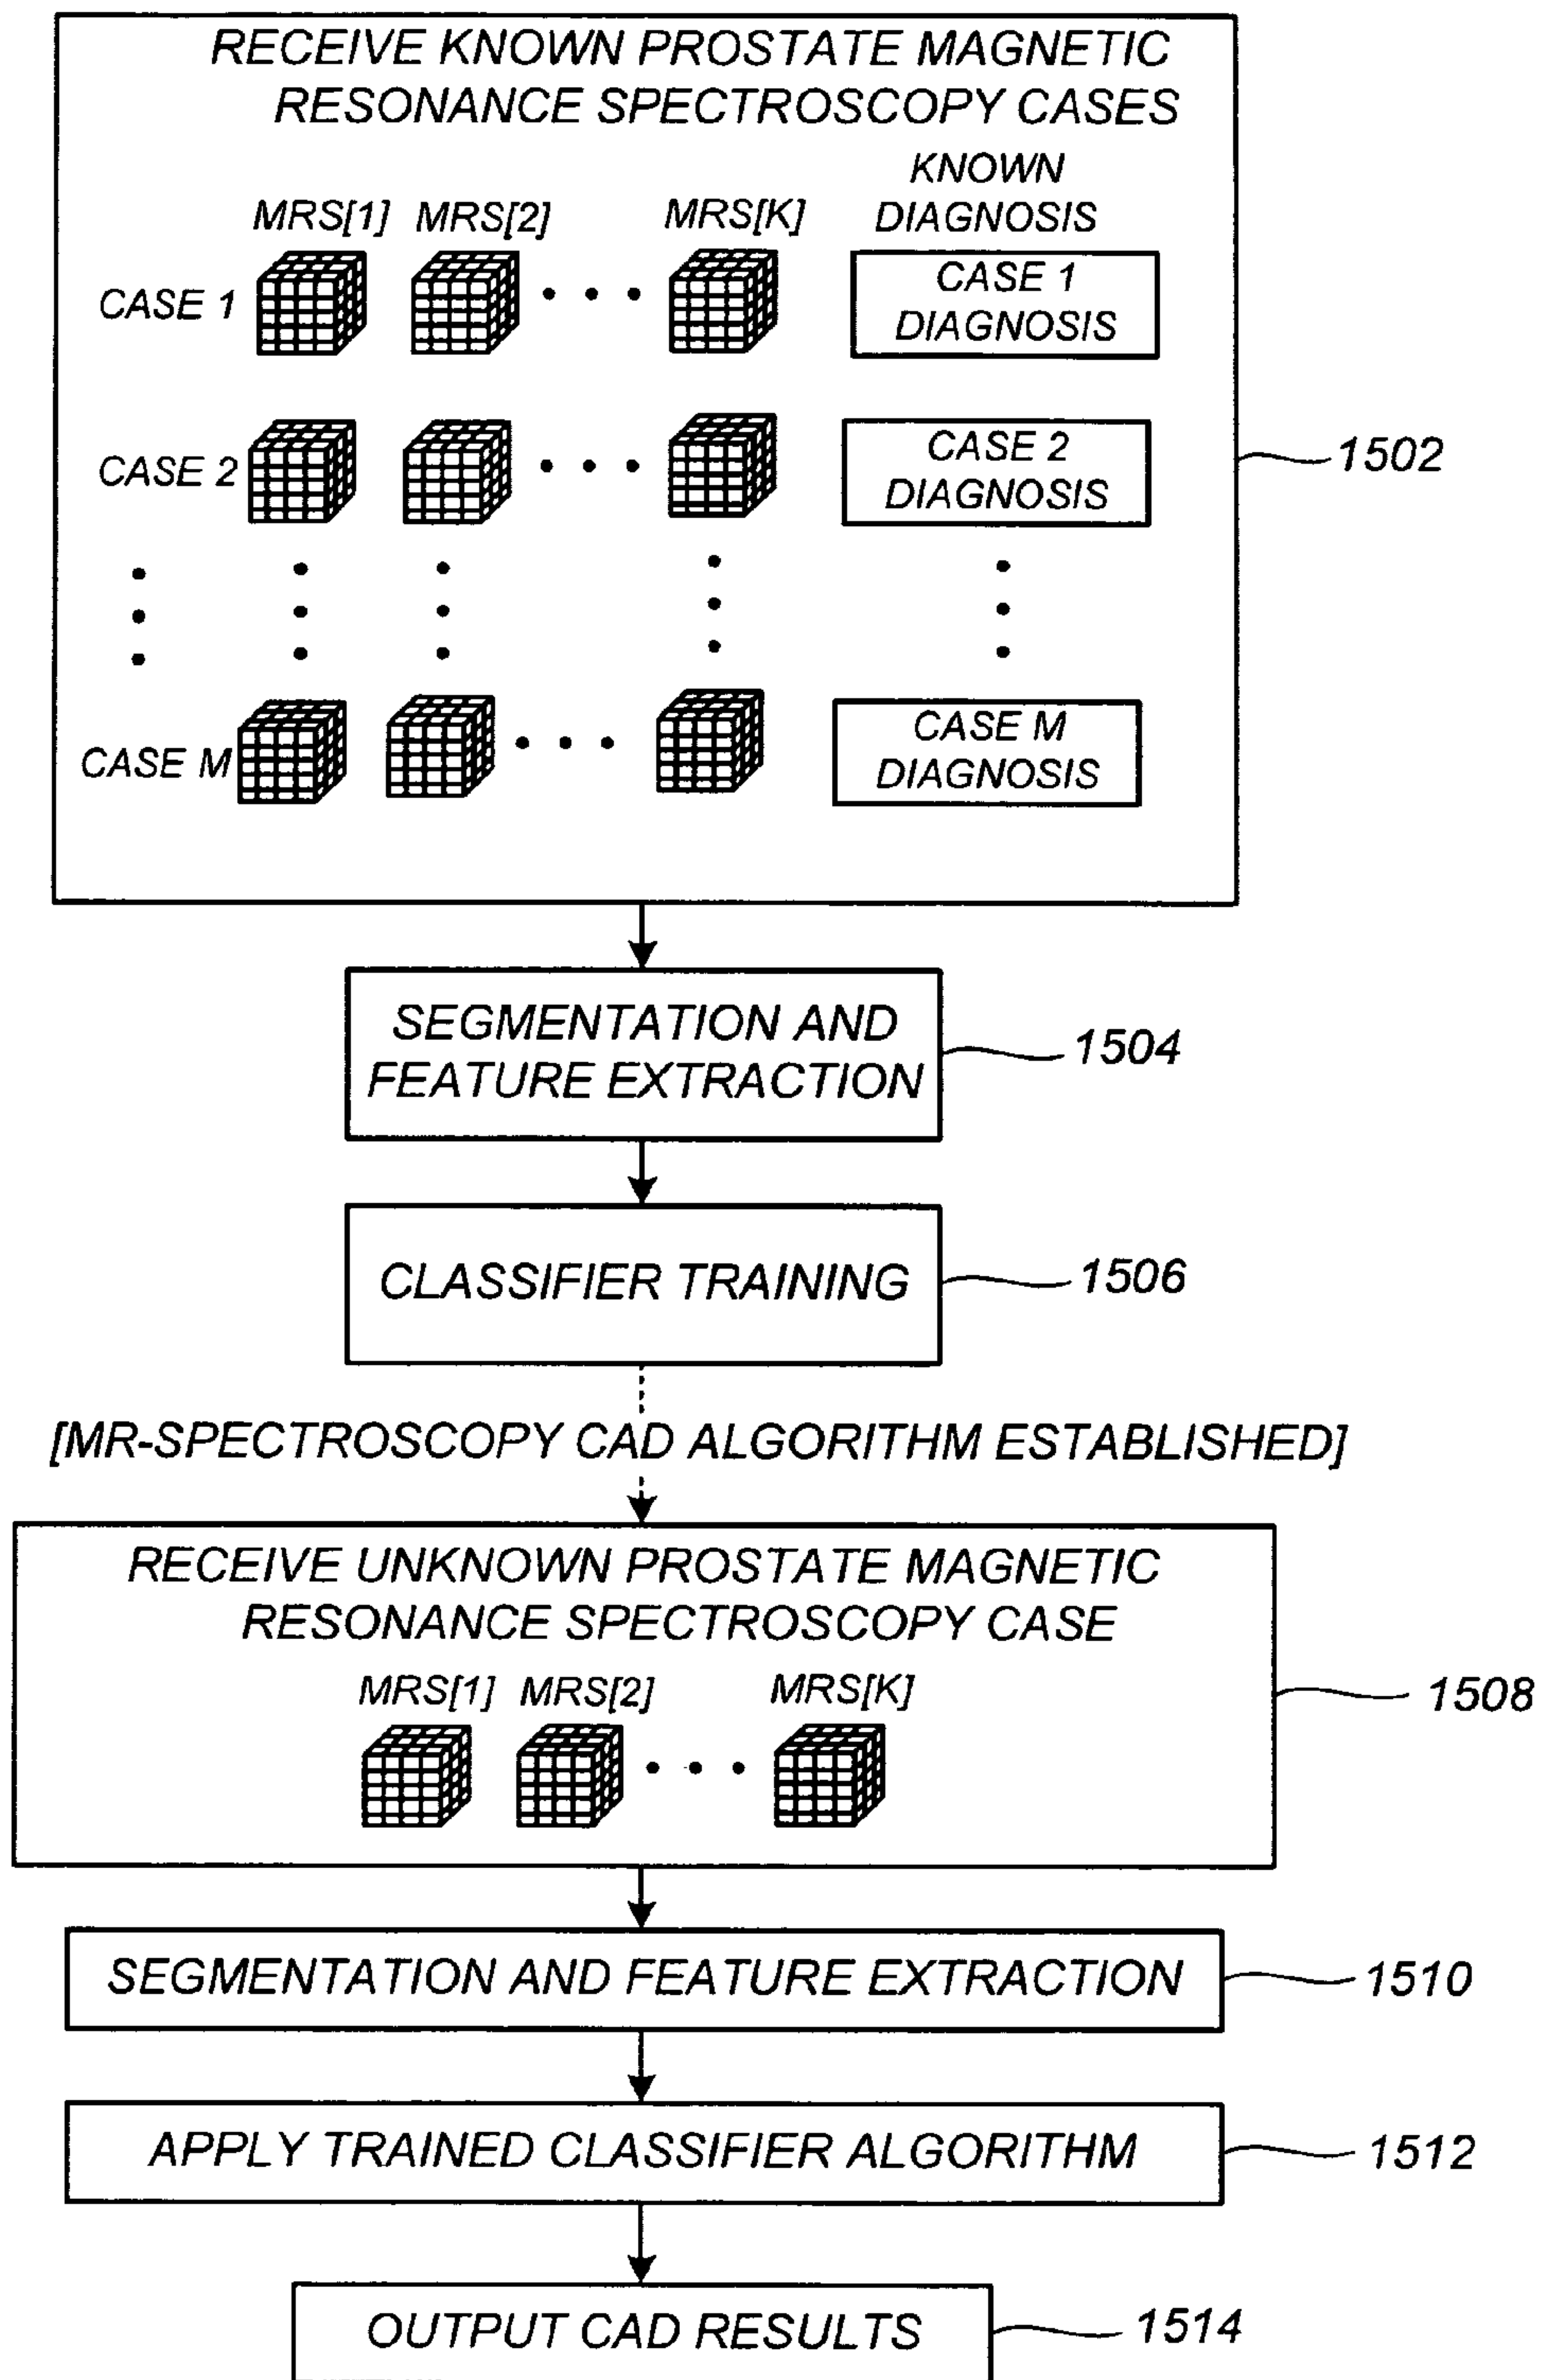 RECEIVE KNOWN PROSTATE MAGNETIC
RESONANCE SPECTROSCOPY CASES
KNOWN
DIAGNOSIS
MRS[1] MRS[2] MRS[K]
CASE 1
CASE 1
DIAGNOSIS
CASE 2
CASE 2
DIAGNOSIS
1502
CASE M
CASE M
DIAGNOSIS
SEGMENTATION AND
FEATURE EXTRACTION
1504
CLASSIFIER TRAINING
1506
[MR-SPECTROSCOPY CAD ALGORITHM ESTABLISHED]
RECEIVE UNKNOWN PROSTATE MAGNETIC
RESONANCE SPECTROSCOPY CASE
MRS[1] MRS[2] MRS[K]
1508
SEGMENTATION AND FEATURE EXTRACTION
1510
APPLY TRAINED CLASSIFIER ALGORITHM
1512
OUTPUT CAD RESULTS
1514